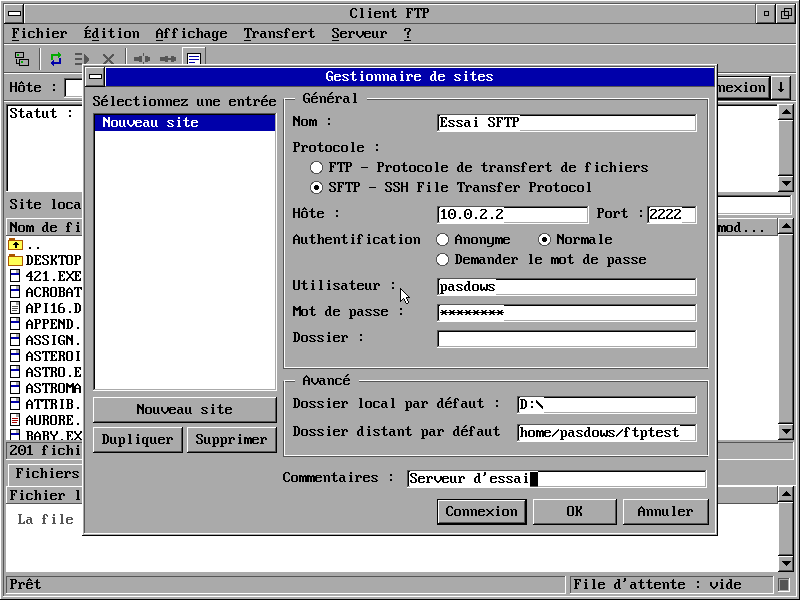 Client FTP
Fichier Édition Affichage Transfert Serveur ?
Hôte :
nnexion
Statut :
Gestionnaire de sites
Sélectionnez une entrée
Nouveau site
Général
Nom : Essai SFTP
Protocole :
FTP - Protocole de transfert de fichiers
SFTP - SSH File Transfer Protocol
Hôte : 10.0.2.2 Port : 2222
Authentification Anonyme Normale
Demander le mot de passe
Utilisateur : pasdows
Mot de passe : ********
Dossier :
Avancé
Dossier local par défaut : D:\
Dossier distant par défaut home/pasdows/ftptest
Commentaires : Serveur d'essai
Nouveau site
Dupliquer Supprimer
Connexion OK Annuler
Site loca
Nom de fi
mod...
..
DESKTOP
421.EXE
ACROBAT
API16.D
APPEND.
ASSIGN.
ASTEROI
ASTRO.E
ASTROMA
ATTRIB.
AURORE.
BABY.EX
201 fichi
Fichiers
Fichier l
La file
Prêt
File d'attente : vide